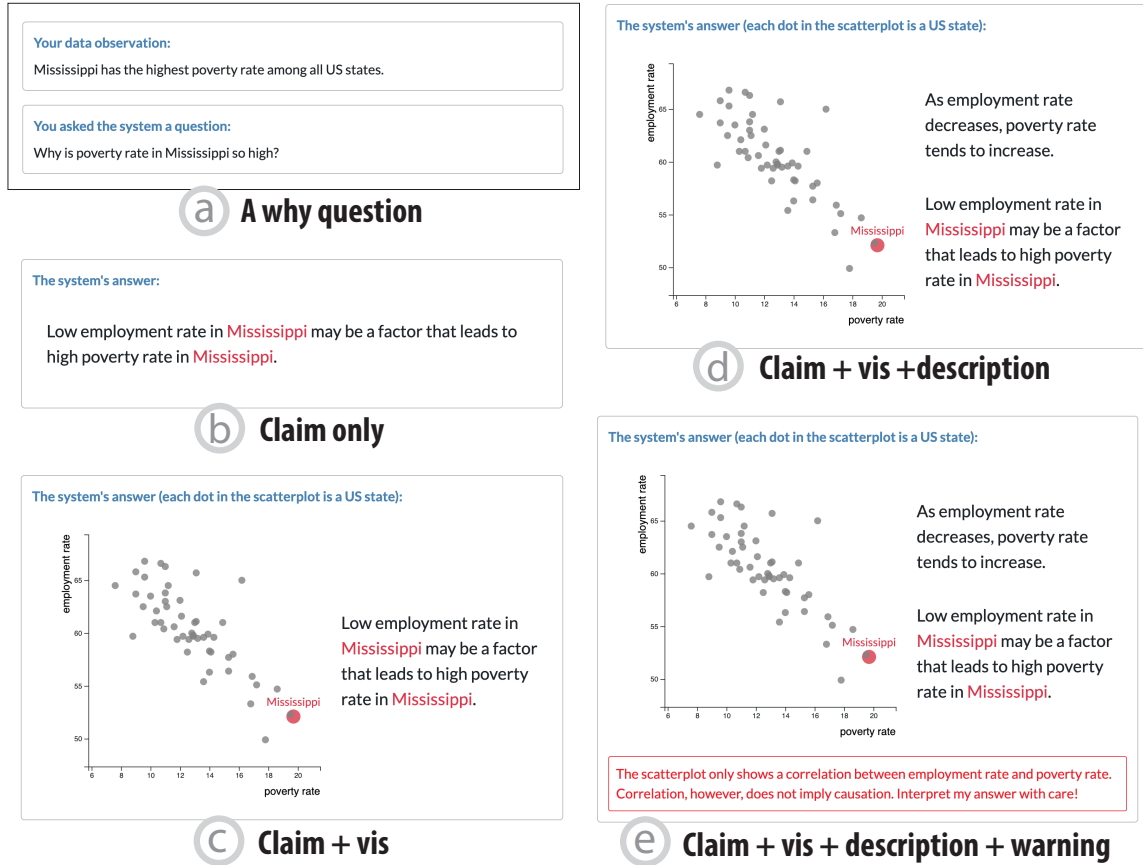 Your data observation:
Mississippi has the highest poverty rate among all US states.
You asked the system a question:
Why is poverty rate in Mississippi so high?
a A why question
The system's answer:
Low employment rate in Mississippi may be a factor that leads to
high poverty rate in Mississippi.
b Claim only
The system's answer (each dot in the scatterplot is a US state):
employment rate
65
60
55
50
Mississippi
6 8 10 12 14 16 18 20
poverty rate
Low employment rate in
Mississippi may be a factor
that leads to high poverty
rate in Mississippi.
c Claim + vis
The system's answer (each dot in the scatterplot is a US state):
employment rate
65
60
55
50
Mississippi
6 8 10 12 14 16 18 20
poverty rate
As employment rate
decreases, poverty rate
tends to increase.
Low employment rate in
Mississippi may be a factor
that leads to high poverty
rate in Mississippi.
d Claim + vis +description
The system's answer (each dot in the scatterplot is a US state):
employment rate
65
60
55
50
Mississippi
6 8 10 12 14 16 18 20
poverty rate
As employment rate
decreases, poverty rate
tends to increase.
Low employment rate in
Mississippi may be a factor
that leads to high poverty
rate in Mississippi.
The scatterplot only shows a correlation between employment rate and poverty rate.
Correlation, however, does not imply causation. Interpret my answer with care!
e Claim + vis + description + warning